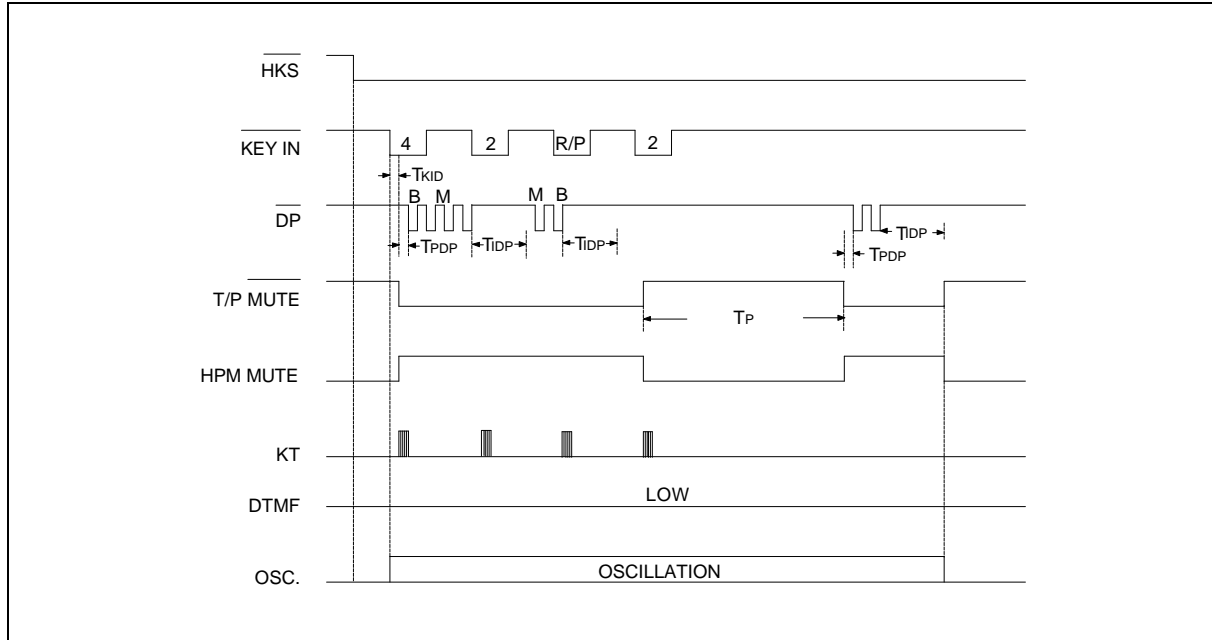 HKS
KEY IN
4 2 R/P 2
TKID
B M M B
DP
TPDP TIDP TIDP TPDP TIDP
T/P MUTE
TP
HPM MUTE
KT
DTMF
LOW
OSC.
OSCILLATION